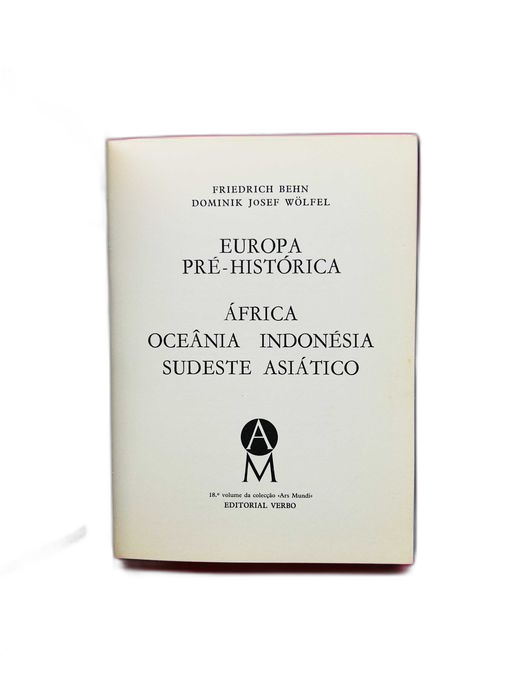 FRIEDRICH BEHN
DOMINIK JOSEF WÖLFEL
EUROPA
PRÉ-HISTÓRICA
ÁFRICA
OCEÂNIA INDONÉSIA
SUDESTE ASIÁTICO
A
M
18.º volume da colecção «Ars Mundi»
EDITORIAL VERBO